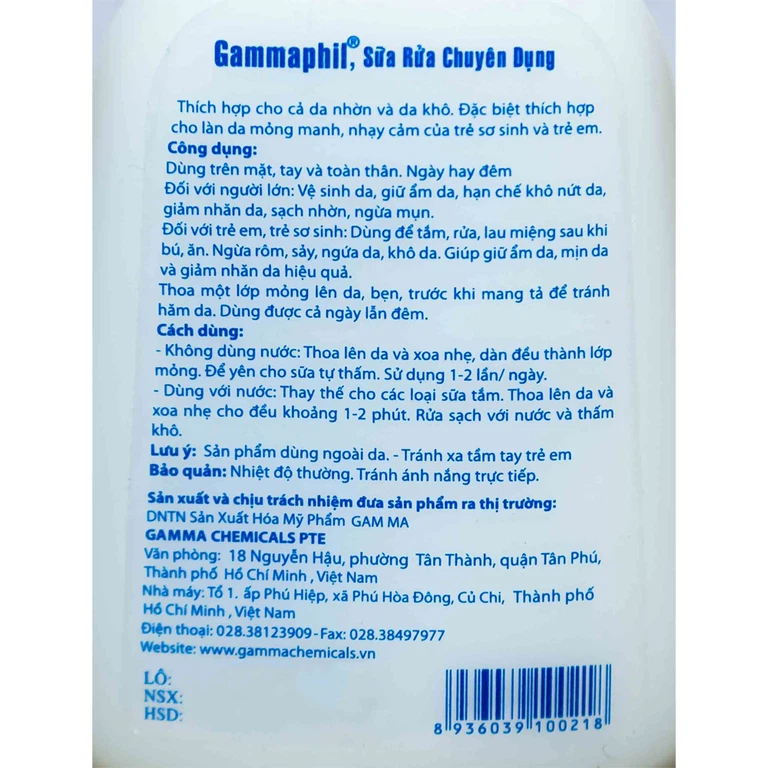 Gammaphil®, Sữa Rửa Chuyên Dụng
Thích hợp cho cả da nhờn và da khô. Đặc biệt thích hợp
cho làn da mỏng manh, nhạy cảm của trẻ sơ sinh và trẻ em.
Công dụng:
Dùng trên mặt, tay và toàn thân. Ngày hay đêm
Đối với người lớn: Vệ sinh da, giữ ẩm da, hạn chế khô nứt da,
giảm nhăn da, sạch nhờn, ngừa mụn.
Đối với trẻ em, trẻ sơ sinh: Dùng để tắm, rửa, lau miệng sau khi
bú, ăn. Ngừa rôm, sảy, ngứa da, khô da. Giúp giữ ẩm da, mịn da
và giảm nhăn da hiệu quả.
Thoa một lớp mỏng lên da, bẹn, trước khi mang tả để tránh
hăm da. Dùng được cả ngày lẫn đêm.
Cách dùng:
- Không dùng nước: Thoa lên da và xoa nhẹ, dàn đều thành lớp
mỏng. Để yên cho sữa tự thấm. Sử dụng 1-2 lần/ ngày.
- Dùng với nước: Thay thế cho các loại sữa tắm. Thoa lên da và
xoa nhẹ cho đều khoảng 1-2 phút. Rửa sạch với nước và thấm
khô.
Lưu ý: Sản phẩm dùng ngoài da. - Tránh xa tầm tay trẻ em
Bảo quản: Nhiệt độ thường. Tránh ánh nắng trực tiếp.
Sản xuất và chịu trách nhiệm đưa sản phẩm ra thị trường:
DNTN Sản Xuất Hóa Mỹ Phẩm GAM MA
GAMMA CHEMICALS PTE
Văn phòng: 18 Nguyễn Hậu, phường Tân Thành, quận Tân Phú,
Thành phố Hồ Chí Minh , Việt Nam
Nhà máy: Tổ 1. ấp Phú Hiệp, xã Phú Hòa Đông, Củ Chi, Thành phố
Hồ Chí Minh , Việt Nam
Điện thoại: 028.38123909 - Fax: 028.38497977
Website: www.gammachemicals.vn
LÔ:
NSX:
HSD:
8 936039 100218